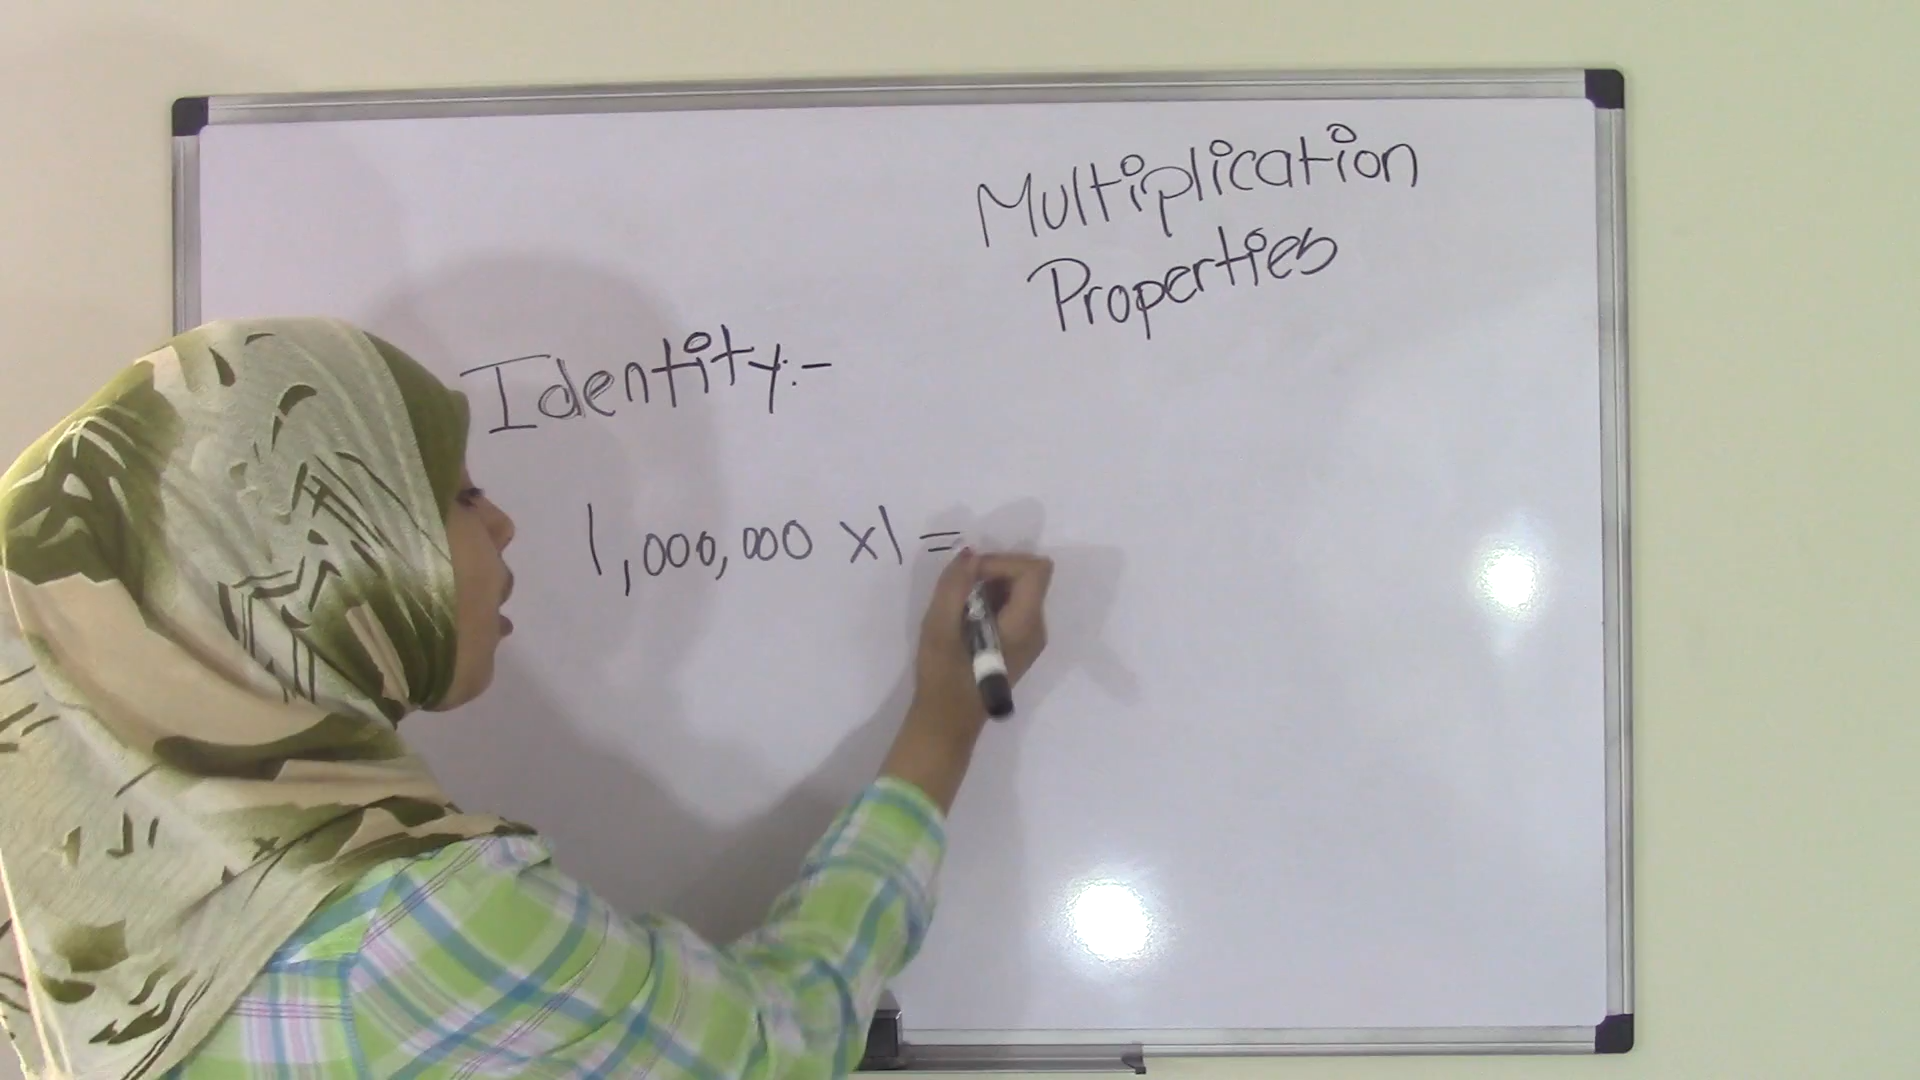 Multiplication
Properties
Identity:-
1,000,000 x1 =